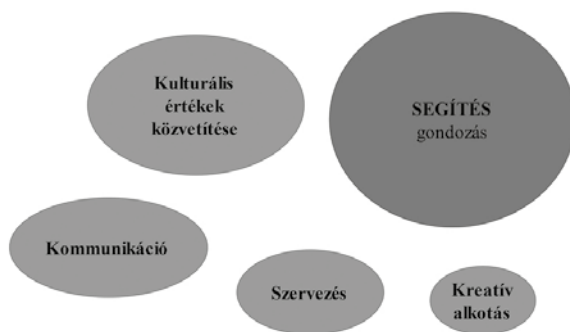 Kulturális
értékek
közvetítése
SEGÍTÉS
gondozás
Kommunikáció
Szervezés
Kreatív
alkotás